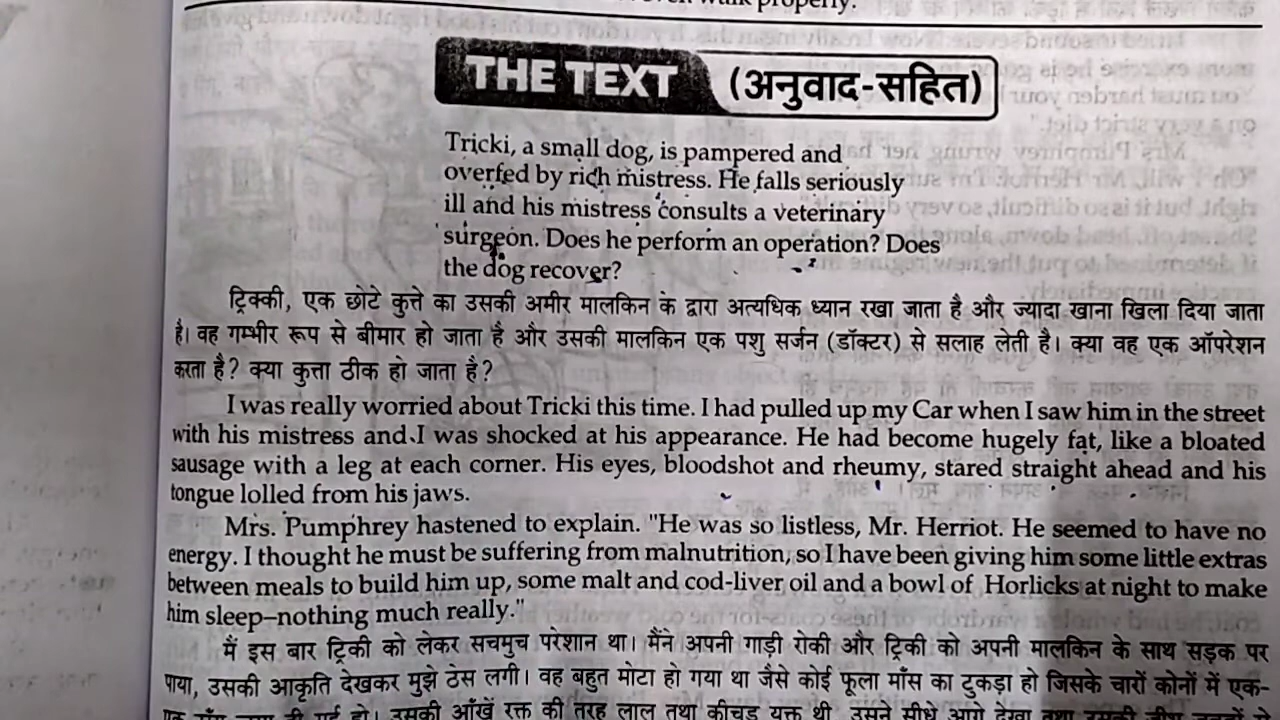 walk properly.
THE TEXT (अनुवाद-सहित)
Tricki, a small dog, is pampered and
overfed by rich mistress. He falls seriously
ill and his mistress consults a veterinary
surgeon. Does he perform an operation? Does
the dog recover?
ट्रिक्की, एक छोटे कुत्ते का उसकी अमीर मालकिन के द्वारा अत्यधिक ध्यान रखा जाता है और ज्यादा खाना खिला दिया जाता
है। वह गम्भीर रूप से बीमार हो जाता है और उसकी मालकिन एक पशु सर्जन (डॉक्टर) से सलाह लेती है। क्या वह एक ऑपरेशन
करता है? क्या कुत्ता ठीक हो जाता है?
I was really worried about Tricki this time. I had pulled up my Car when I saw him in the street
with his mistress and I was shocked at his appearance. He had become hugely fat, like a bloated
sausage with a leg at each corner. His eyes, bloodshot and rheumy, stared straight ahead and his
tongue lolled from his jaws.
Mrs. Pumphrey hastened to explain. "He was so listless, Mr. Herriot. He seemed to have no
energy. I thought he must be suffering from malnutrition, so I have been giving him some little extras
between meals to build him up, some malt and cod-liver oil and a bowl of Horlicks at night to make
him sleep–nothing much really."
मैं इस बार ट्रिकी को लेकर सचमुच परेशान था। मैंने अपनी गाड़ी रोकी और ट्रिकी को अपनी मालकिन के साथ सड़क पर
पाया, उसकी आकृति देखकर मुझे ठेस लगी। वह बहुत मोटा हो गया था जैसे कोई फूला माँस का टुकड़ा हो जिसके चारों कोनों में एक-
उसकी आँखें रक्त की तरह लाल तथा कीचड़ युक्त थी